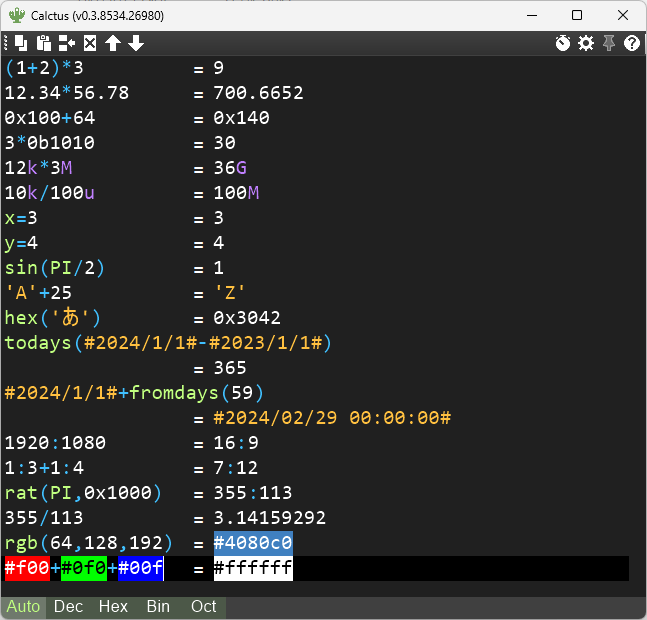 Calctus (v0.3.8534.26980)
(1+2)*3 = 9
12.34*56.78 = 700.6652
0x100+64 = 0x140
3*0b1010 = 30
12k*3M = 36G
10k/100u = 100M
x=3 = 3
y=4 = 4
sin(PI/2) = 1
'A'+25 = 'Z'
hex('あ') = 0x3042
todays(#2024/1/1#-#2023/1/1#)
= 365
#2024/1/1#+fromdays(59)
= #2024/02/29 00:00:00#
1920:1080 = 16:9
1:3+1:4 = 7:12
rat(PI,0x1000) = 355:113
355/113 = 3.14159292
rgb(64,128,192) = #4080c0
#f00+#0f0+#00f = #ffffff
Auto Dec Hex Bin Oct